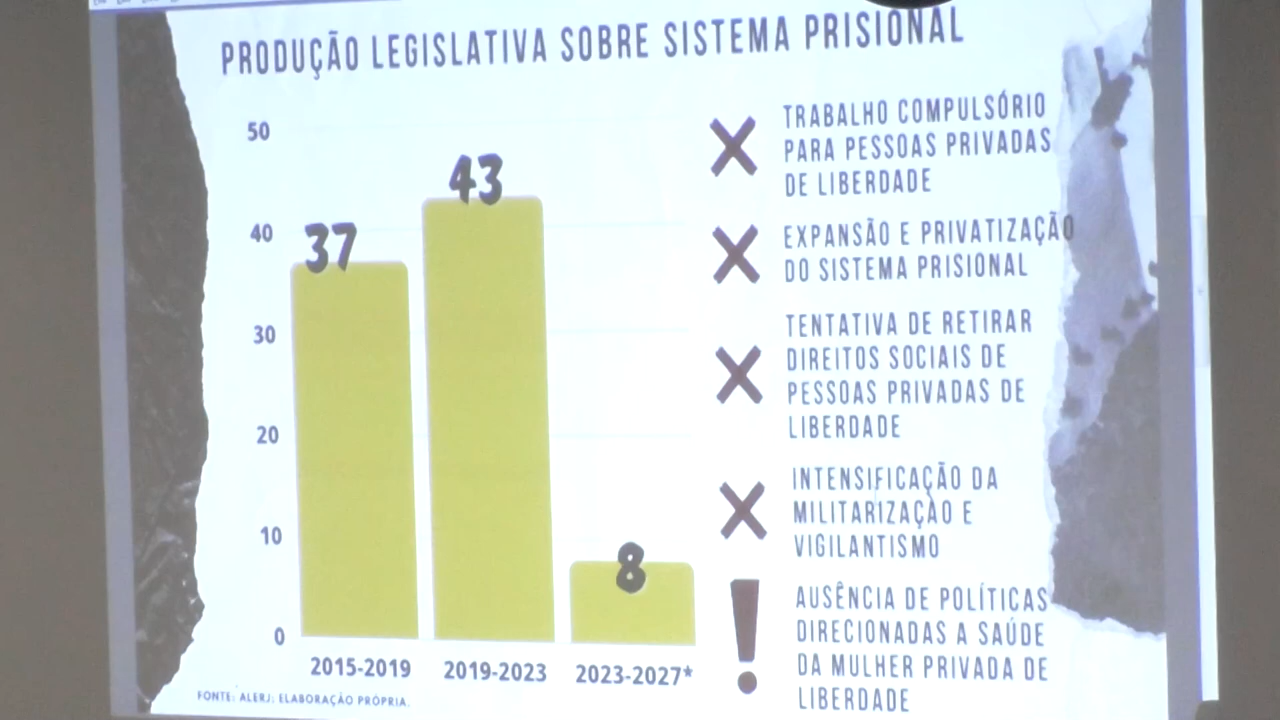 PRODUÇÃO LEGISLATIVA SOBRE SISTEMA PRISIONAL
50
40
30
20
10
0
37
43
8
2015-2019
2019-2023
2023-2027*
FONTE: ALERJ; ELABORAÇÃO PRÓPRIA.
TRABALHO COMPULSÓRIO
PARA PESSOAS PRIVADAS
DE LIBERDADE
EXPANSÃO E PRIVATIZAÇÃO
DO SISTEMA PRISIONAL
TENTATIVA DE RETIRAR
DIREITOS SOCIAIS DE
PESSOAS PRIVADAS DE
LIBERDADE
INTENSIFICAÇÃO DA
MILITARIZAÇÃO E
VIGILANTISMO
AUSÊNCIA DE POLÍTICAS
DIRECIONADAS A SAÚDE
DA MULHER PRIVADA DE
LIBERDADE